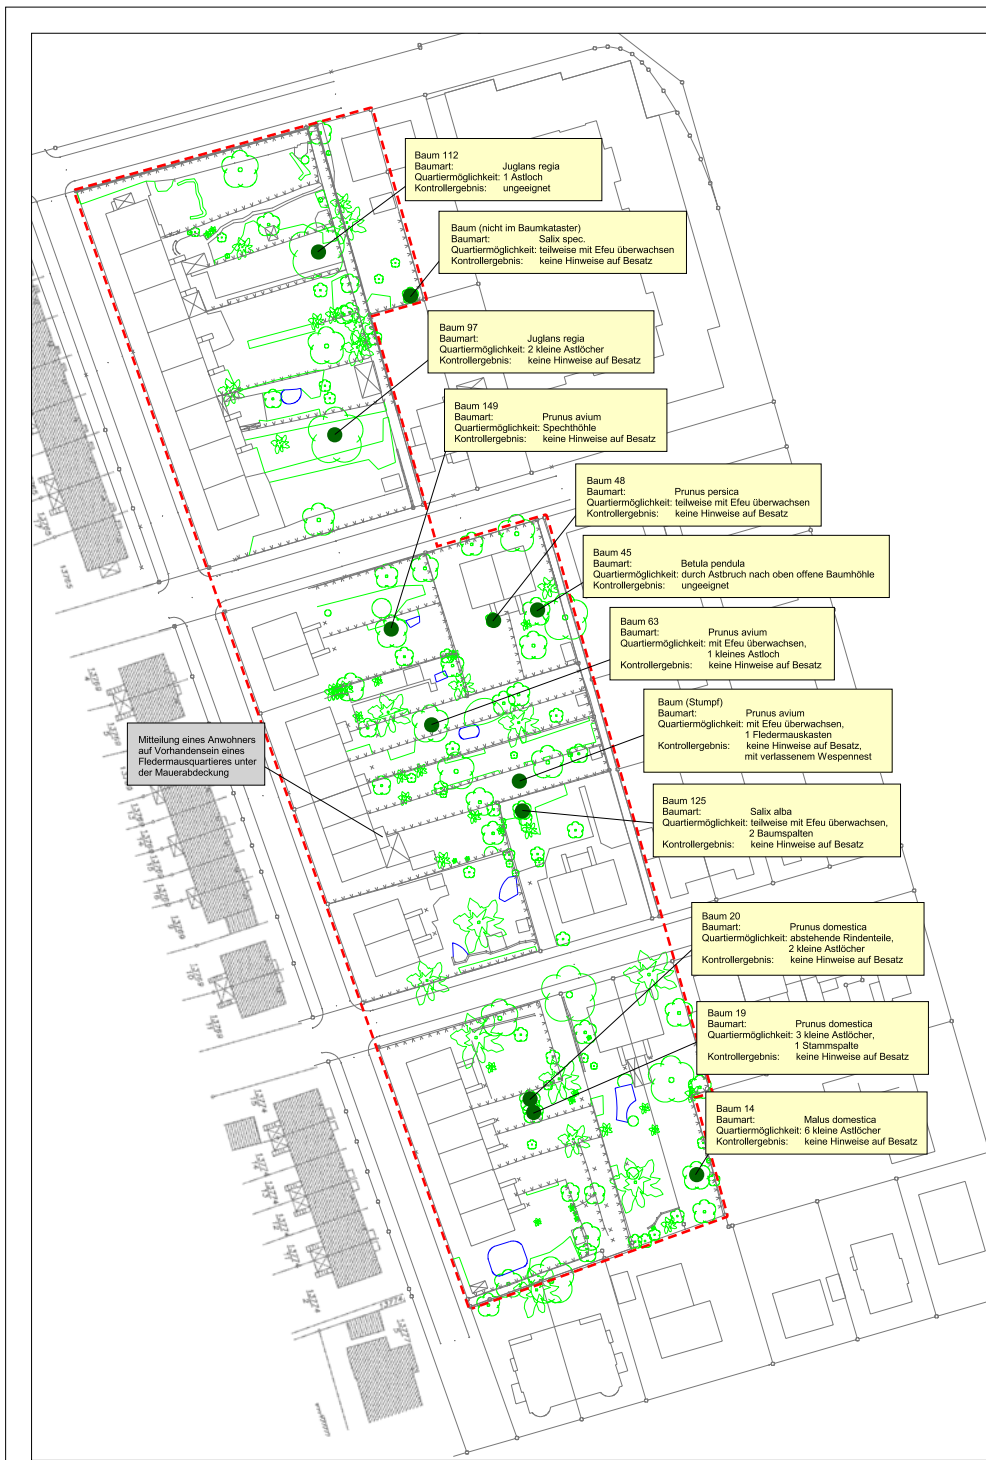 Baum 112
Baumart: Juglans regia
Quartiermöglichkeit: 1 Astloch
Kontrollergebnis: ungeeignet
Baum (nicht im Baumkataster)
Baumart: Salix spec.
Quartiermöglichkeit: teilweise mit Efeu überwachsen
Kontrollergebnis: keine Hinweise auf Besatz
Baum 97
Baumart: Juglans regia
Quartiermöglichkeit: 2 kleine Astlöcher
Kontrollergebnis: keine Hinweise auf Besatz
Baum 149
Baumart: Prunus avium
Quartiermöglichkeit: Spechthöhle
Kontrollergebnis: keine Hinweise auf Besatz
Baum 48
Baumart: Prunus persica
Quartiermöglichkeit: teilweise mit Efeu überwachsen
Kontrollergebnis: keine Hinweise auf Besatz
Baum 45
Baumart: Betula pendula
Quartiermöglichkeit: durch Astbruch nach oben offene Baumhöhle
Kontrollergebnis: ungeeignet
Baum 63
Baumart: Prunus avium
Quartiermöglichkeit: mit Efeu überwachsen,
1 kleines Astloch
Kontrollergebnis: keine Hinweise auf Besatz
Baum (Stumpf)
Baumart: Prunus avium
Quartiermöglichkeit: mit Efeu überwachsen,
1 Fledermauskasten
Kontrollergebnis: keine Hinweise auf Besatz,
mit verlassenem Wespennest
Mitteilung eines Anwohners
auf Vorhandensein eines
Fledermausquartieres unter
der Mauerabdeckung
Baum 125
Baumart: Salix alba
Quartiermöglichkeit: teilweise mit Efeu überwachsen,
2 Baumspalten
Kontrollergebnis: keine Hinweise auf Besatz
Baum 20
Baumart: Prunus domestica
Quartiermöglichkeit: abstehende Rindenteile,
2 kleine Astlöcher
Kontrollergebnis: keine Hinweise auf Besatz
Baum 19
Baumart: Prunus domestica
Quartiermöglichkeit: 3 kleine Astlöcher,
1 Stammspalte
Kontrollergebnis: keine Hinweise auf Besatz
Baum 14
Baumart: Malus domestica
Quartiermöglichkeit: 6 kleine Astlöcher
Kontrollergebnis: keine Hinweise auf Besatz